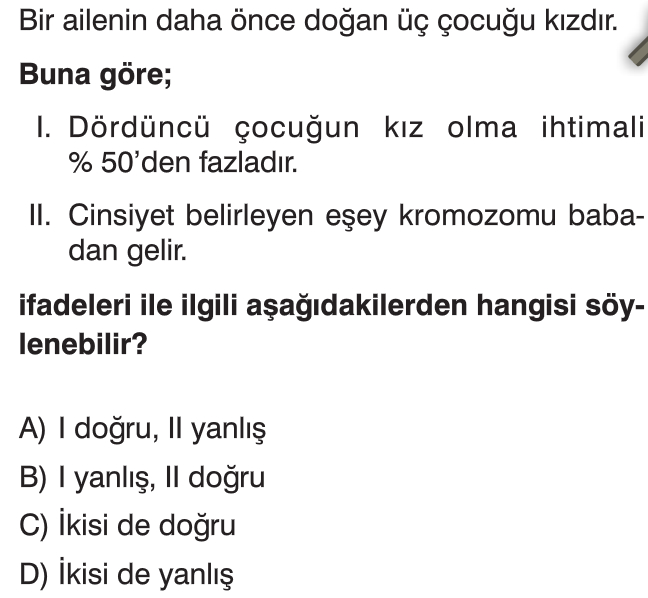 Bir ailenin daha önce doğan üç çocuğu kızdır.
Buna göre;
I. Dördüncü çocuğun kız olma ihtimali
% 50’den fazladır.
II. Cinsiyet belirleyen eşey kromozomu baba-
dan gelir.
ifadeleri ile ilgili aşağıdakilerden hangisi söy-
lenebilir?
A) I doğru, II yanlış
B) I yanlış, II doğru
C) İkisi de doğru
D) İkisi de yanlış